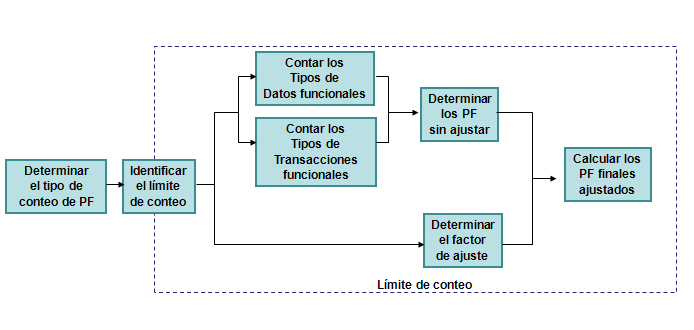 Determinar
el tipo de
conteo de PF
Identificar
el límite
de conteo
Contar los
Tipos de
Datos funcionales
Contar los
Tipos de
Transacciones
funcionales
Determinar
los PF
sin ajustar
Determinar
el factor
de ajuste
Calcular los
PF finales
ajustados
Límite de conteo